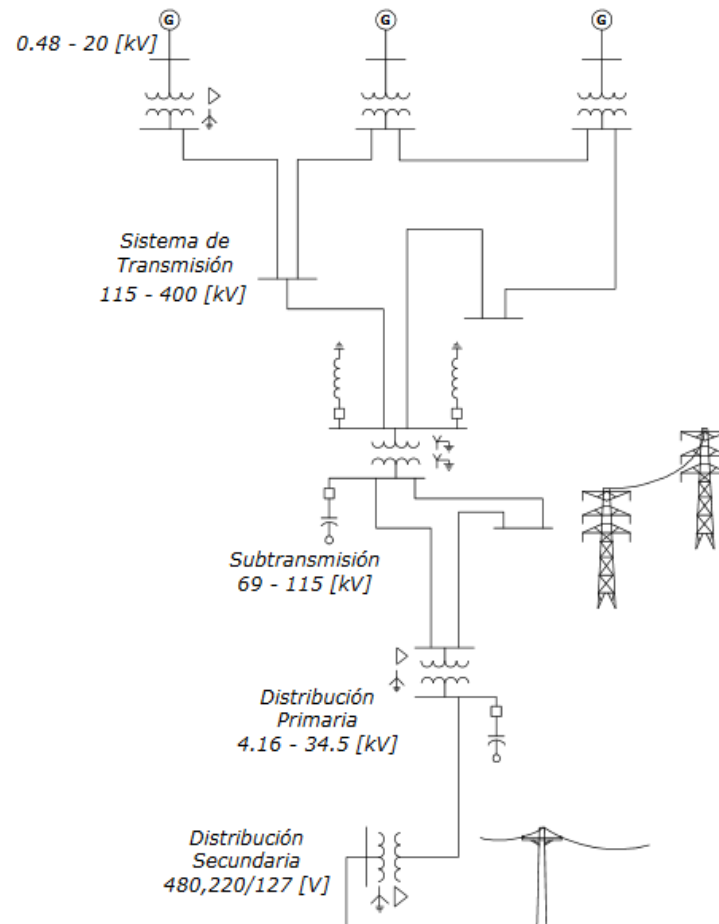 G
G
G
0.48 - 20 [kV]
Sistema de
Transmisión
115 - 400 [kV]
Subtransmisión
69 - 115 [kV]
Distribución
Primaria
4.16 - 34.5 [kV]
Distribución
Secundaria
480,220/127 [V]